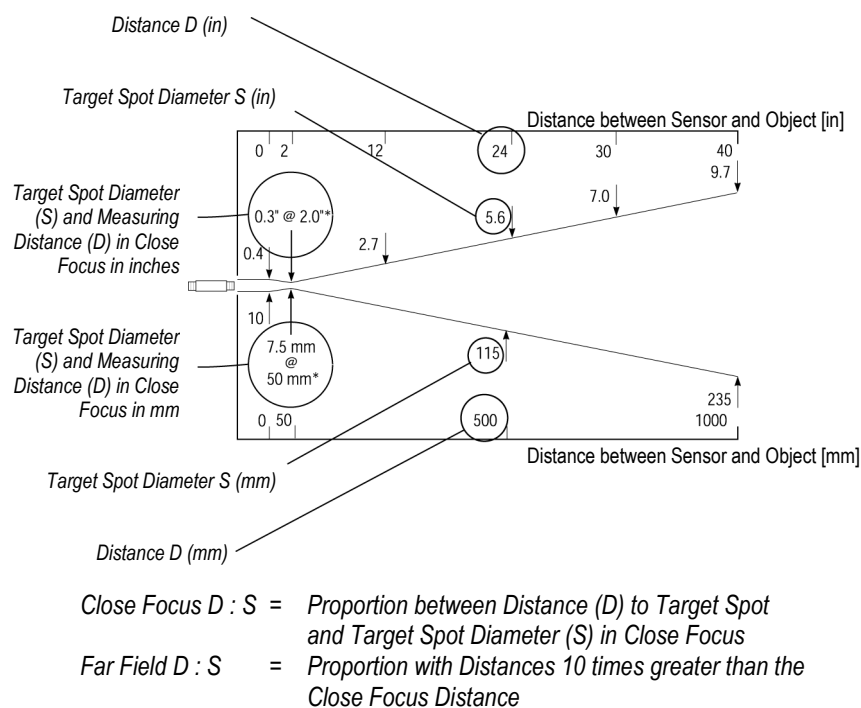 Distance D (in)
Target Spot Diameter S (in)
Distance between Sensor and Object [in]
0 2 12 24 30 40
9.7
7.0
5.6
2.7
Target Spot Diameter
(S) and Measuring
Distance (D) in Close
Focus in inches
0.3" @ 2.0"*
0.4
10
Target Spot Diameter
(S) and Measuring
Distance (D) in Close
Focus in mm
7.5 mm
@
50 mm*
115
235
0 50 500 1000
Distance between Sensor and Object [mm]
Target Spot Diameter S (mm)
Distance D (mm)
Close Focus D : S = Proportion between Distance (D) to Target Spot
and Target Spot Diameter (S) in Close Focus
Far Field D : S = Proportion with Distances 10 times greater than the
Close Focus Distance